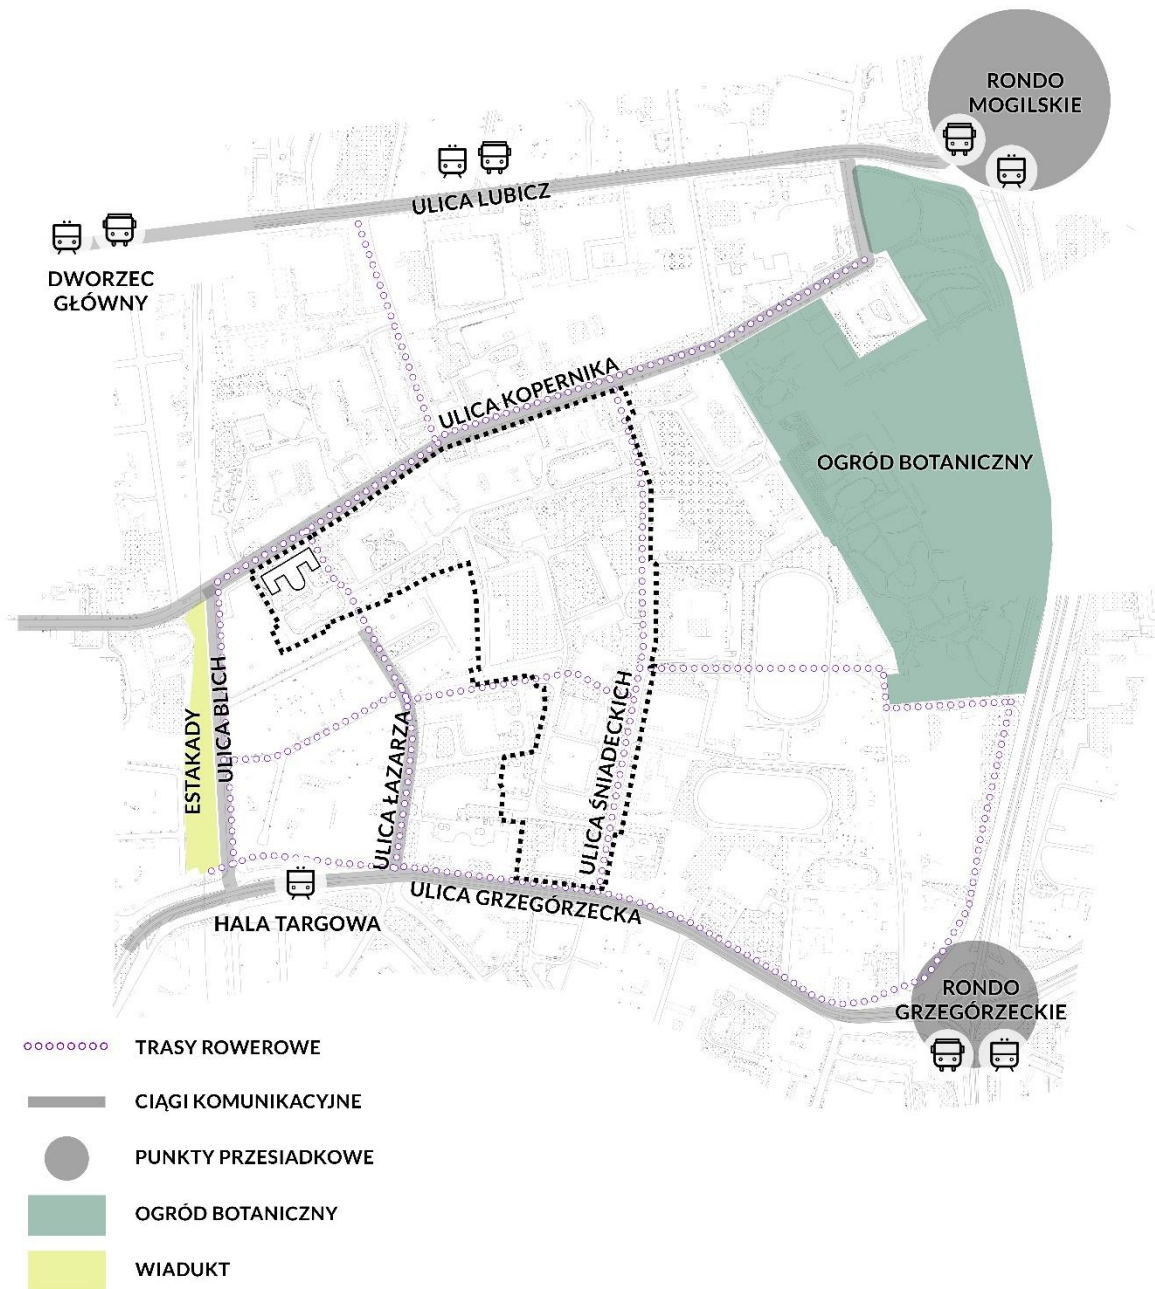 RONDO
MOGILSKIE
ULICA LUBICZ
DWORZEC
GŁÓWNY
ULICA KOPERNIKA
OGRÓD BOTANICZNY
ESTAKADY
ULICA BLICH
ULICA ŁAZARZA
ULICA ŚNIADECKICH
ULICA GRZEGÓRZECKA
HALA TARGOWA
RONDO
GRZEGÓRZECKIE
TRASY ROWEROWE
CIĄGI KOMUNIKACYJNE
PUNKTY PRZESIADKOWE
OGRÓD BOTANICZNY
WIADUKT